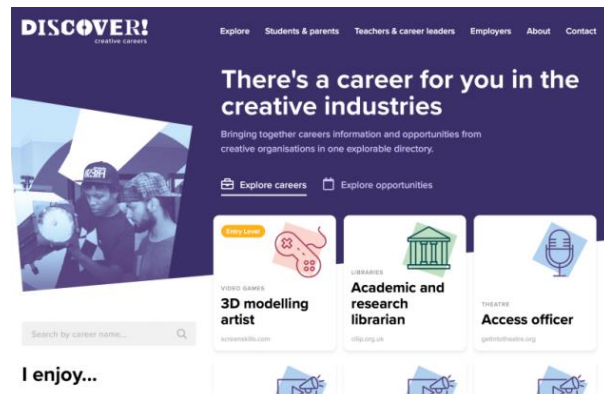 DISCOVER!
creative careers
Explore Students & parents Teachers & career leaders Employers About Contact
There's a career for you in the
creative industries
Bringing together careers information and opportunities from
creative organisations in one explorable directory.
Explore careers Explore opportunities
Entry Level
VIDEO GAMES
3D modelling
artist
screenskills.com
LIBRARIES
Academic and
research
librarian
cilip.org.uk
THEATRE
Access officer
getintotheatre.org
Search by career name...
I enjoy...